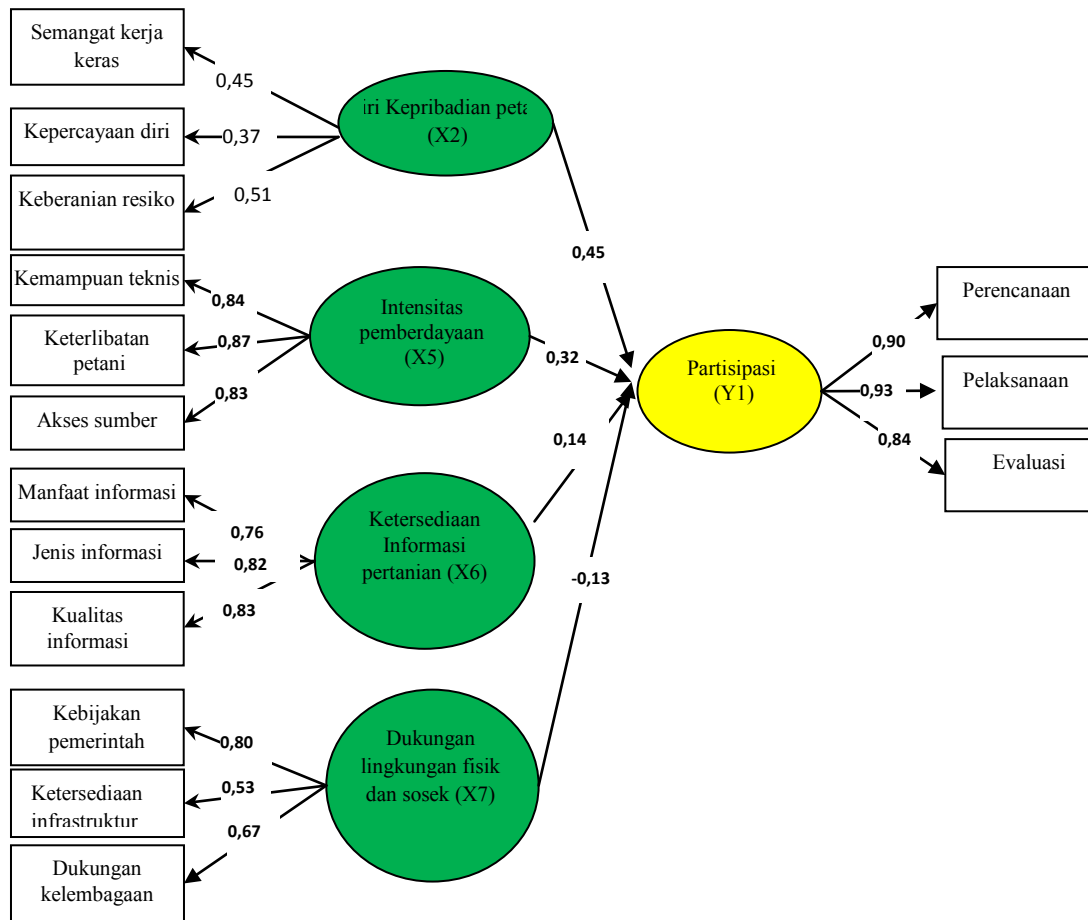 Semangat kerja
keras
0,45
Kepercayaan diri
0,37
Keberanian resiko
0,51
iri Kepribadian peta
(X2)
0,45
Kemampuan teknis
0,84
Keterlibatan
petani
0,87
Akses sumber
0,83
Intensitas
pemberdayaan
(X5)
0,32
Manfaat informasi
0,76
Jenis informasi
0,82
Kualitas
informasi
0,83
Ketersediaan
Informasi
pertanian (X6)
0,14
Kebijakan
pemerintah
0,80
Ketersediaan
infrastruktur
0,53
Dukungan
kelembagaan
0,67
Dukungan
lingkungan fisik
dan sosek (X7)
-0,13
Partisipasi
(Y1)
0,90
Perencanaan
0,93
Pelaksanaan
0,84
Evaluasi